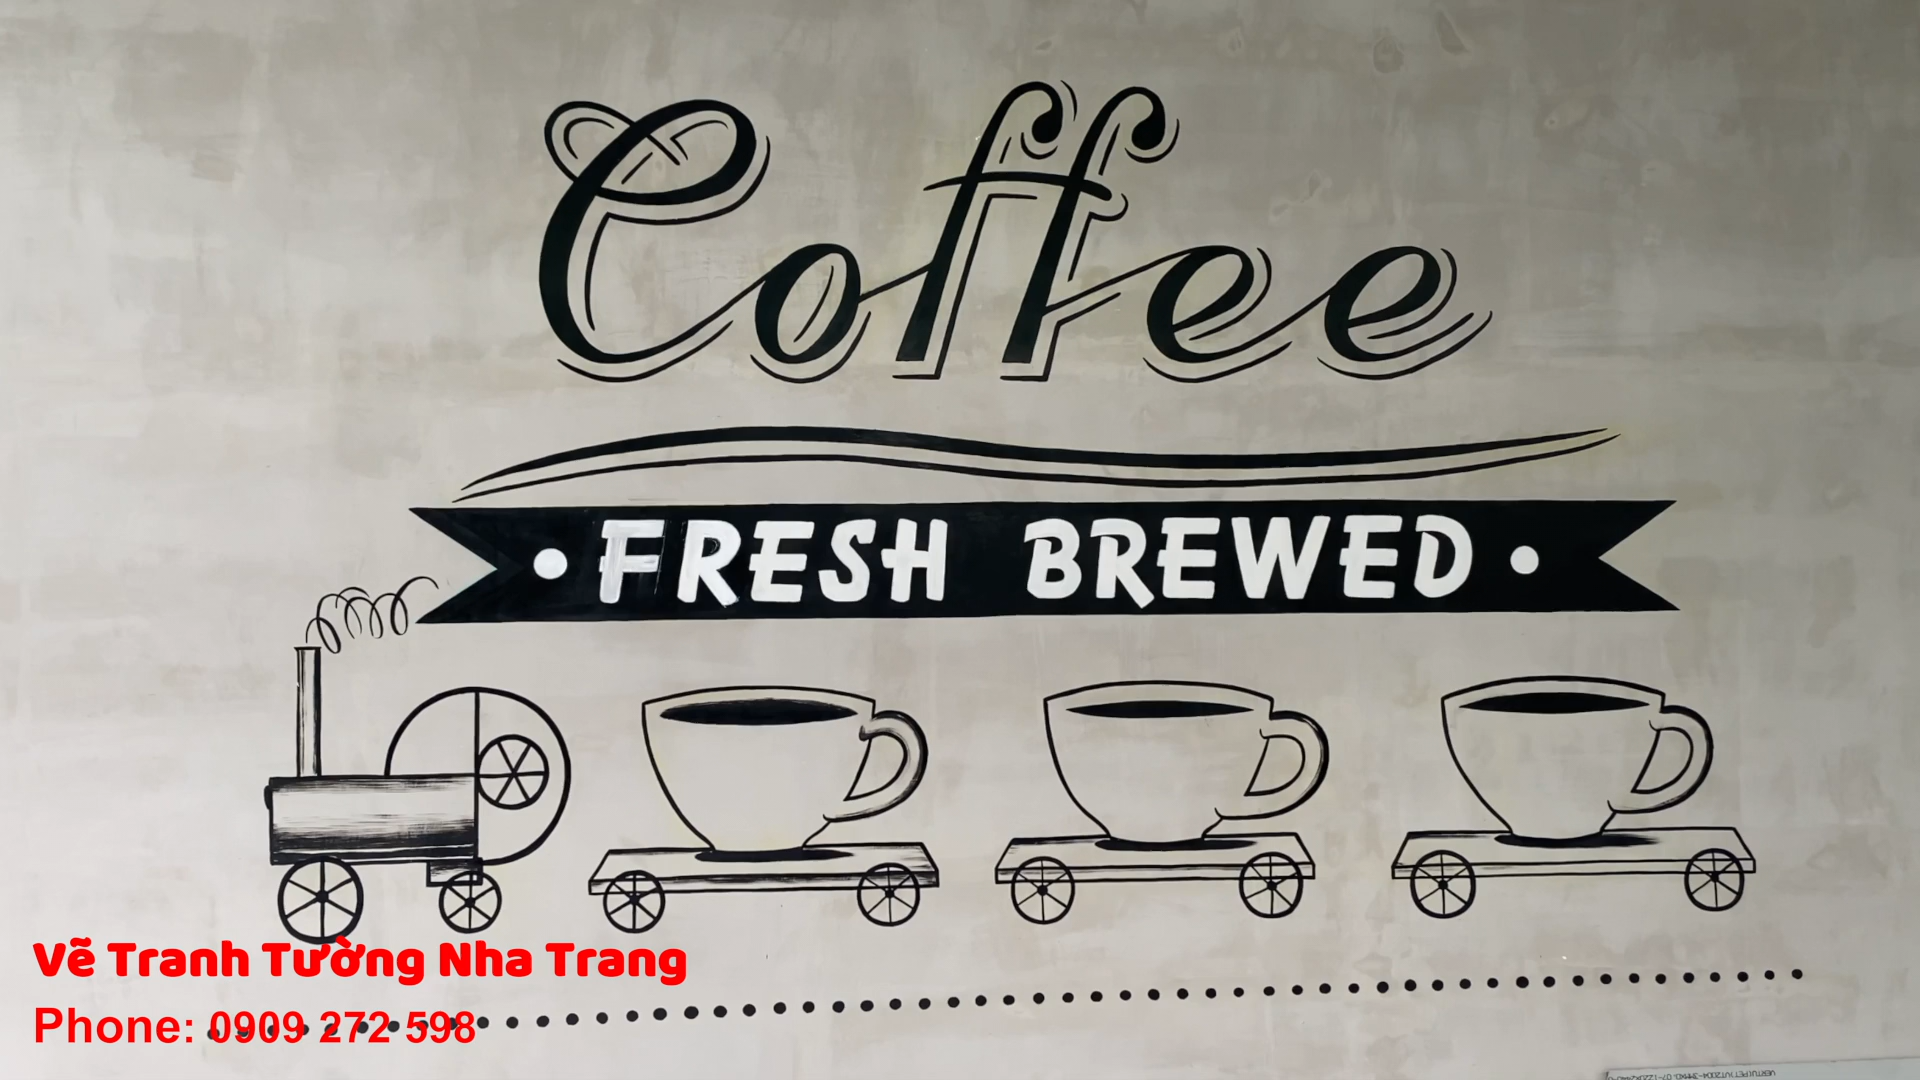 Coffee
FRESH BREWED
Vẽ Tranh Tường Nha Trang
Phone: 0909 272 598